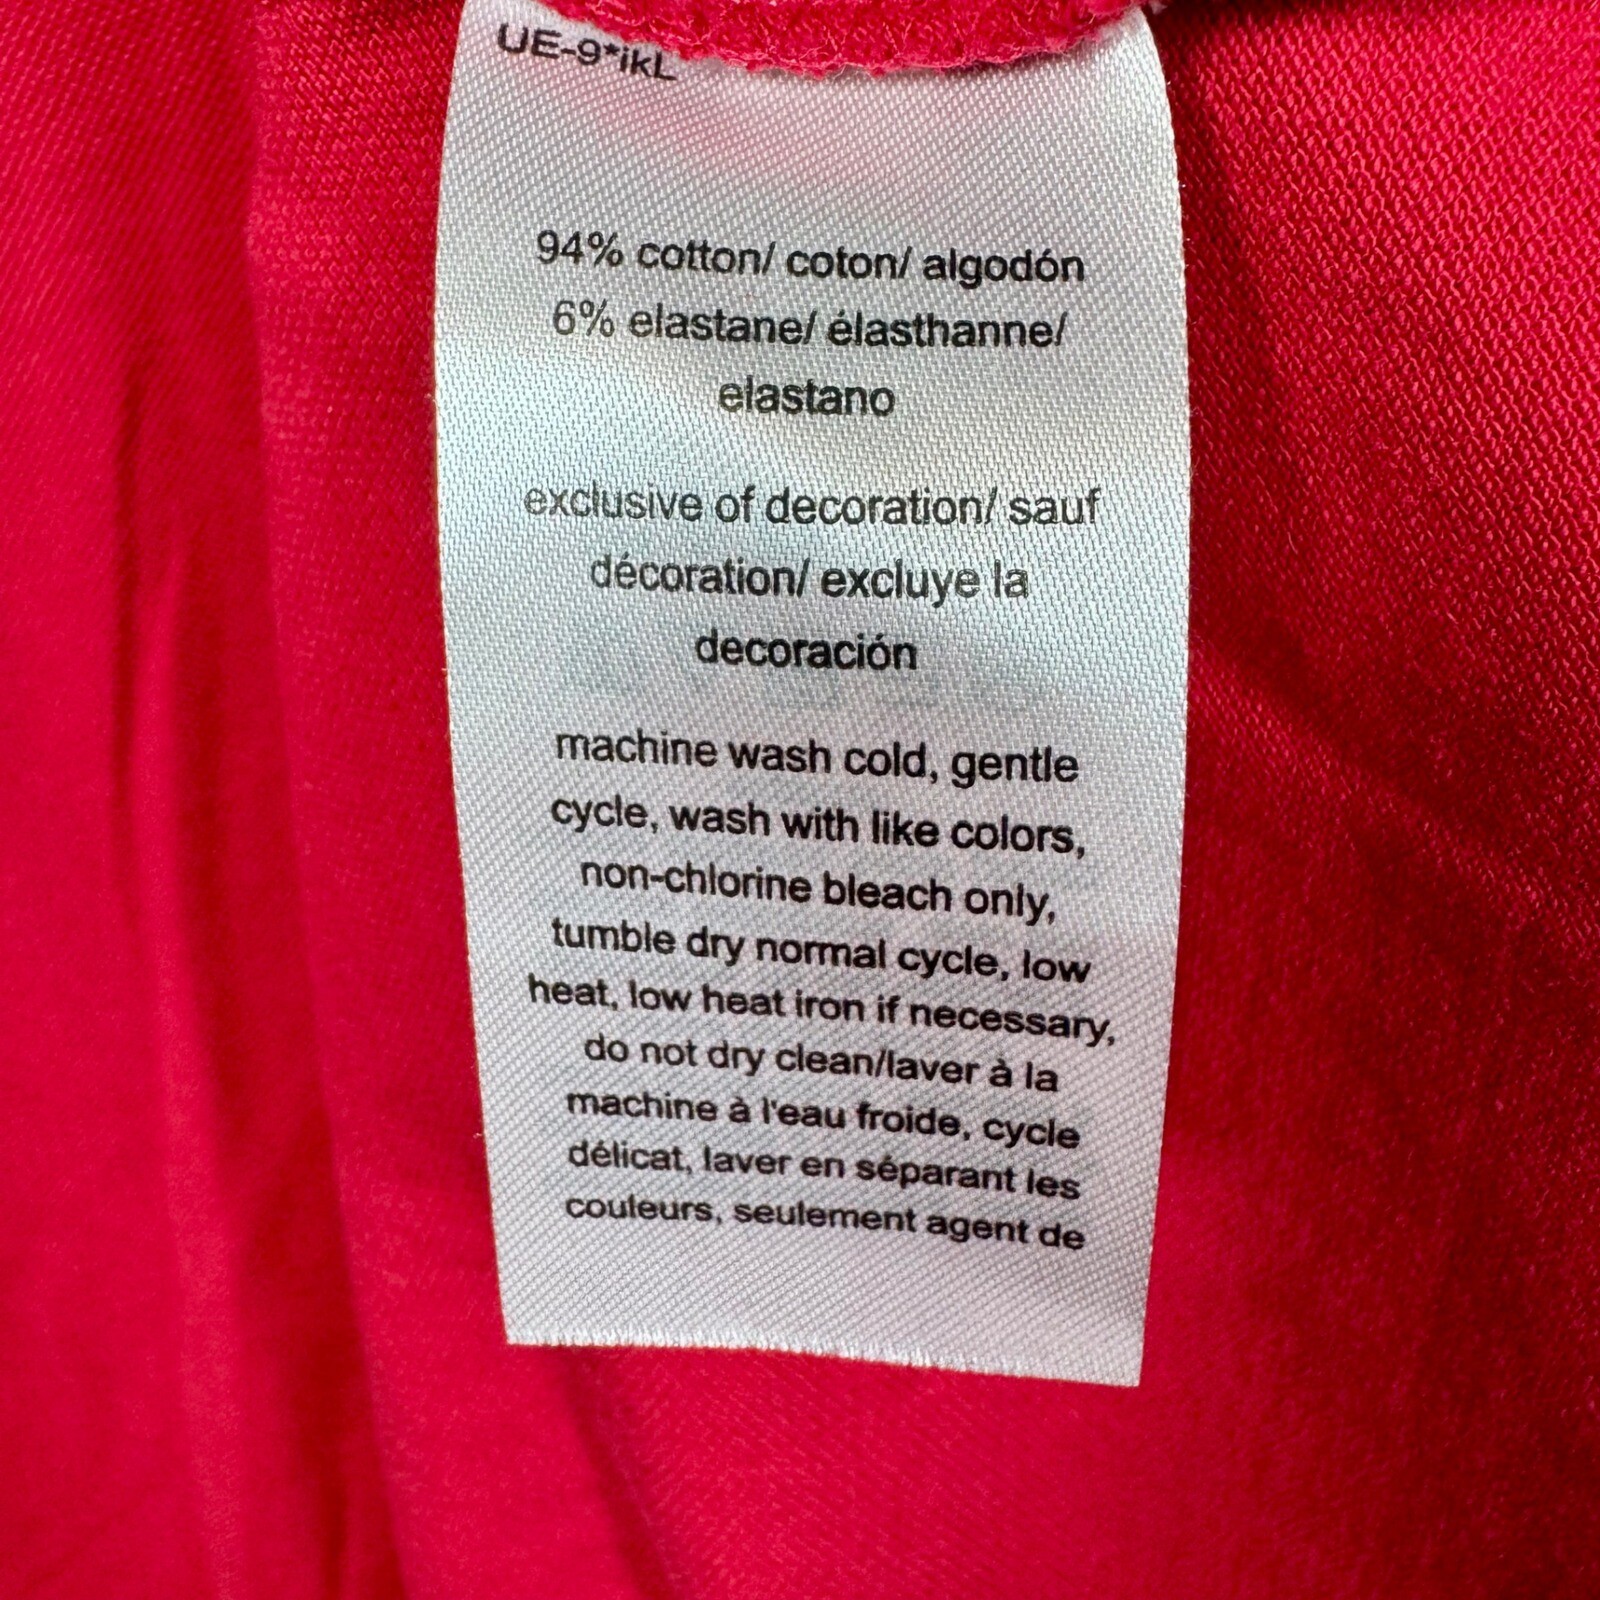 UE-9*ikL
94% cotton/ coton/ algodón
6% elastane/ élasthanne/
elastano
exclusive of decoration/ sauf
décoration/ excluye la
decoración
machine wash cold, gentle
cycle, wash with like colors,
non-chlorine bleach only,
tumble dry normal cycle, low
heat, low heat iron if necessary,
do not dry clean/laver à la
machine à l'eau froide, cycle
délicat, laver en séparant les
couleurs, seulement agent de